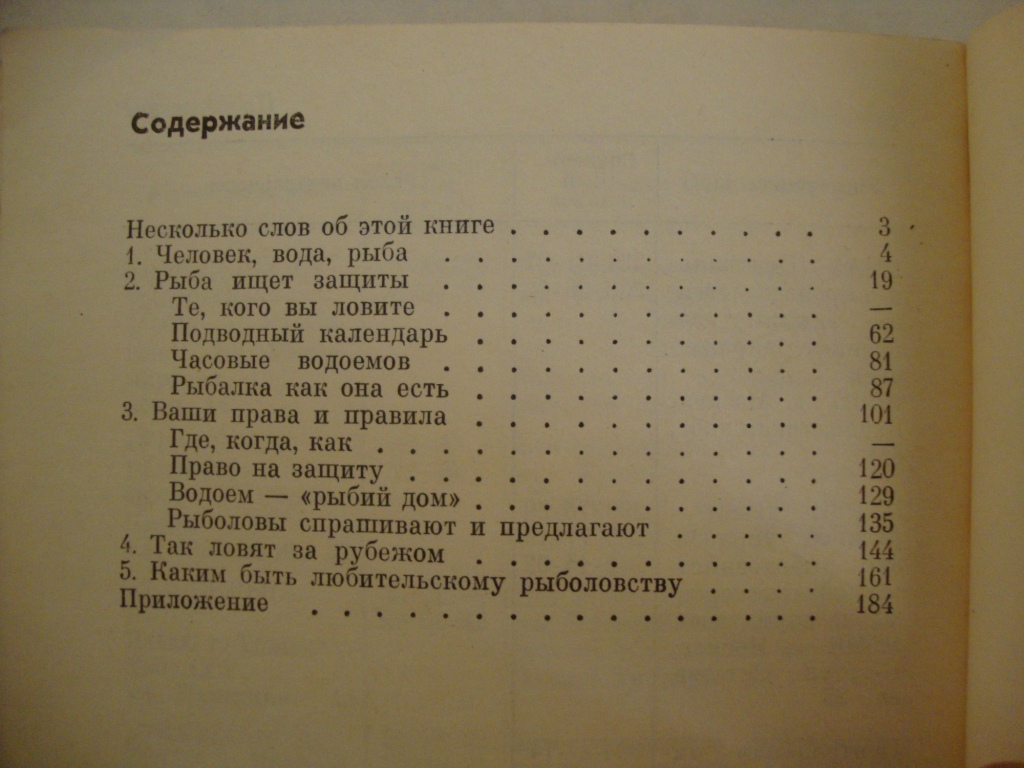 Содержание
Несколько слов об этой книге . . . . . . . . . . 3
1. Человек, вода, рыба . . . . . . . . . . . . 4
2. Рыба ищет защиты . . . . . . . . . . . . 19
Те, кого вы ловите . . . . . . . . . . . . —
Подводный календарь . . . . . . . . . . . 62
Часовые водоемов . . . . . . . . . . . . 81
Рыбалка как она есть . . . . . . . . . . . 87
3. Ваши права и правила . . . . . . . . . . . 101
Где, когда, как . . . . . . . . . . . . . . —
Право на защиту . . . . . . . . . . . . . 120
Водоем — «рыбий дом» . . . . . . . . . . . 129
Рыболовы спрашивают и предлагают . . . . . 135
4. Так ловят за рубежом . . . . . . . . . . . 144
5. Каким быть любительскому рыболовству . . . . 161
Приложение . . . . . . . . . . . . . . . . 184